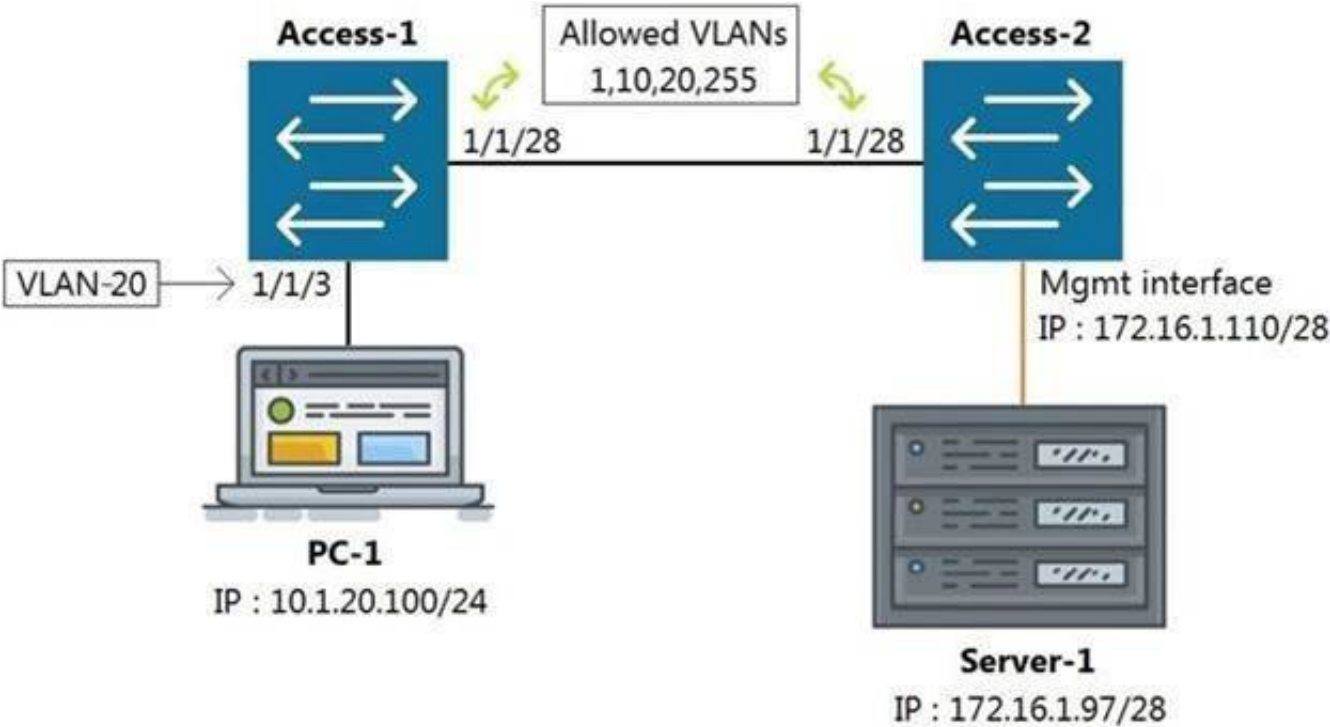 Access-1
Allowed VLANs
1,10,20,255
Access-2
1/1/28
1/1/28
VLAN-20
1/1/3
Mgmt interface
IP : 172.16.1.110/28
PC-1
IP : 10.1.20.100/24
Server-1
IP : 172.16.1.97/28